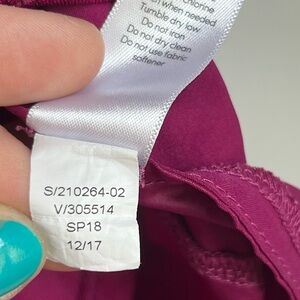 chlorine
when needed
Tumble dry low
Do not iron
Do not dry clean
Do not use fabric
softener
S/210264-02
V/305514
SP18
12/17